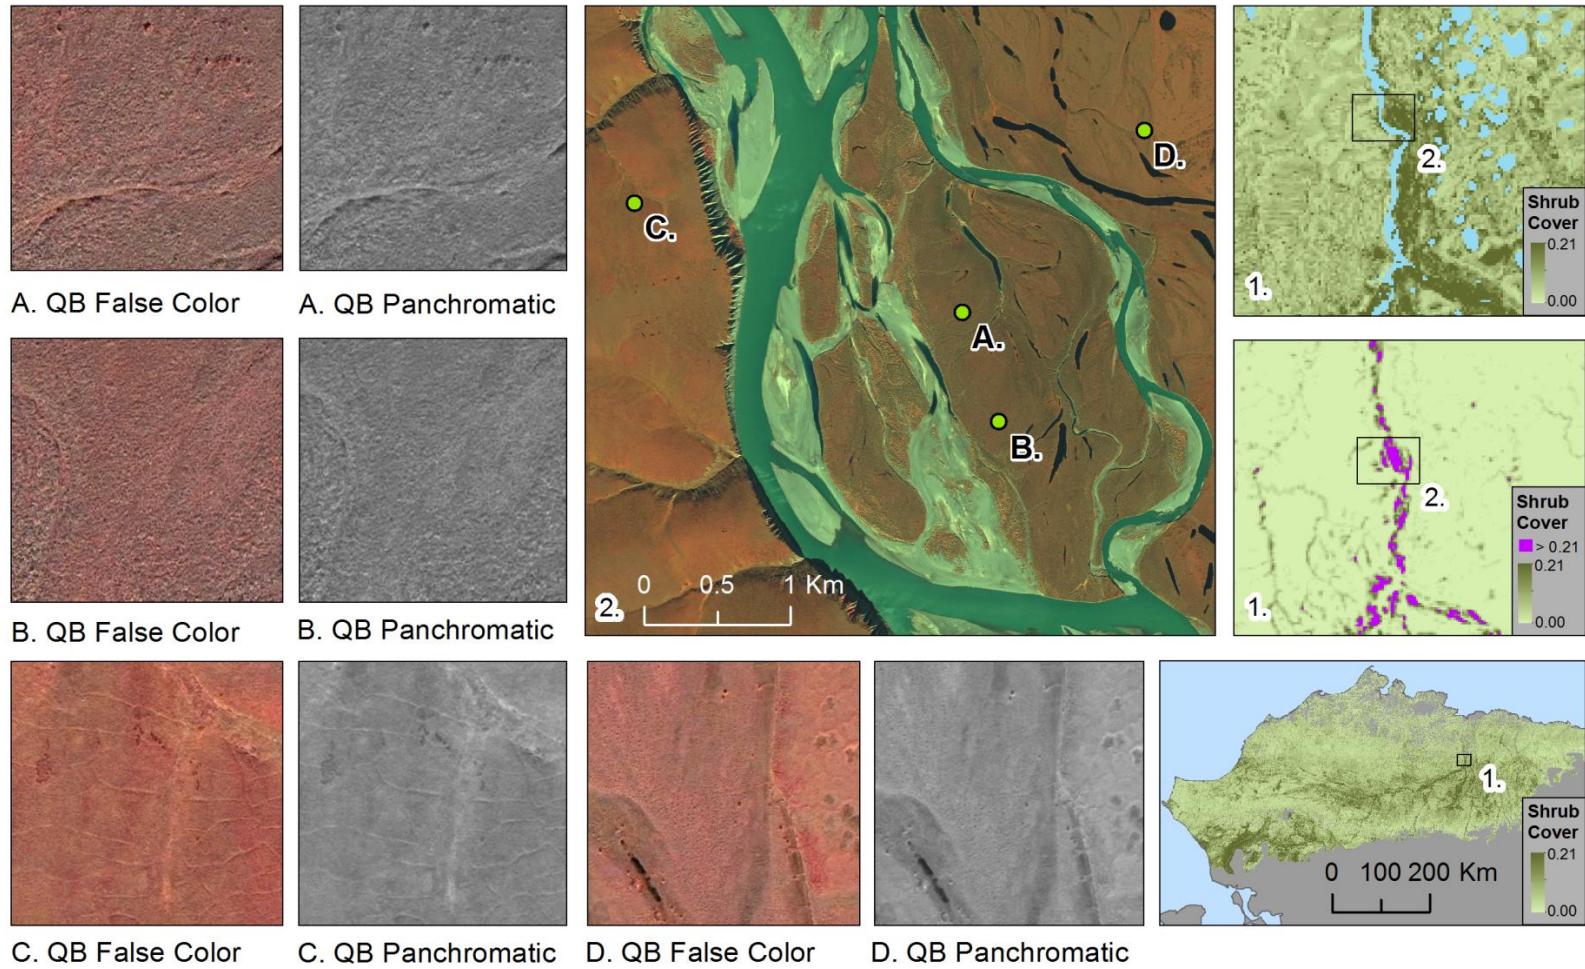 A. QB False Color
A. QB Panchromatic
B. QB False Color
B. QB Panchromatic
C. QB False Color
C. QB Panchromatic
D. QB False Color
D. QB Panchromatic
C.
D.
A.
B.
0 0.5 1 Km
2.
2.
1.
Shrub
Cover
0.21
0.00
2.
1.
Shrub
Cover
> 0.21
0.21
0.00
1.
0 100 200 Km
Shrub
Cover
0.21
0.00